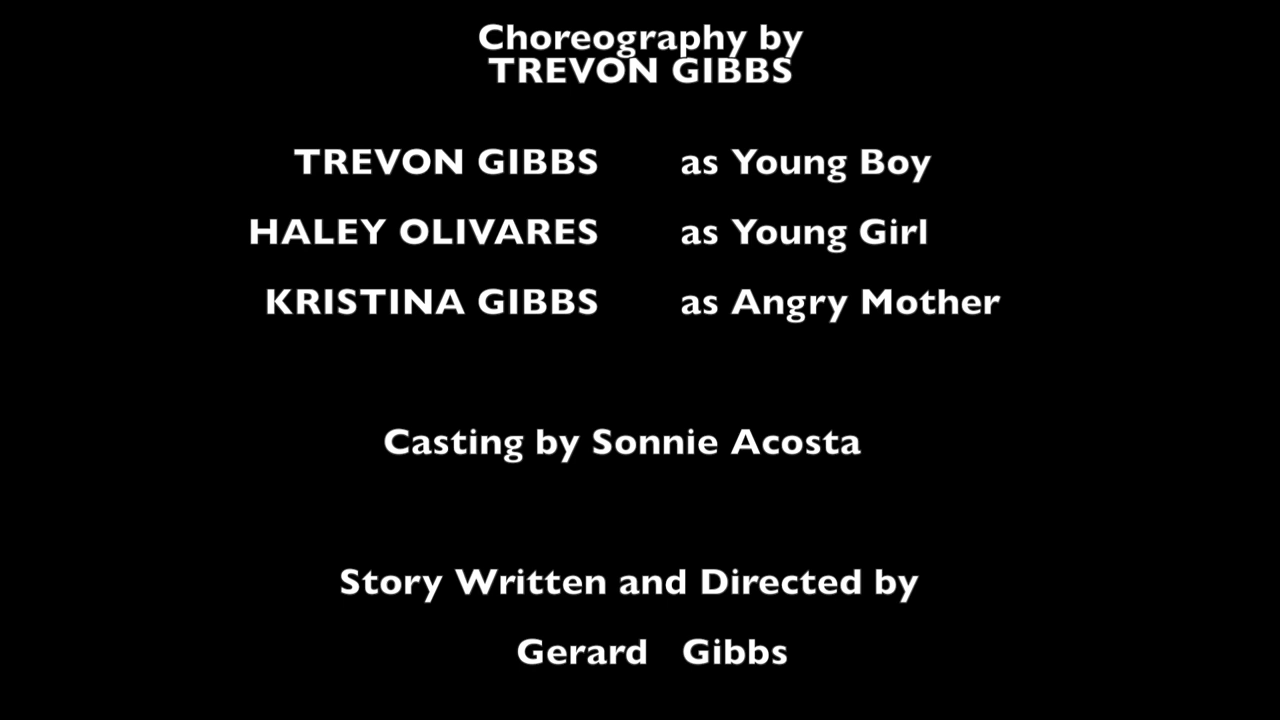 Choreography by
TREVON GIBBS
TREVON GIBBS as Young Boy
HALEY OLIVARES as Young Girl
KRISTINA GIBBS as Angry Mother
Casting by Sonnie Acosta
Story Written and Directed by
Gerard Gibbs